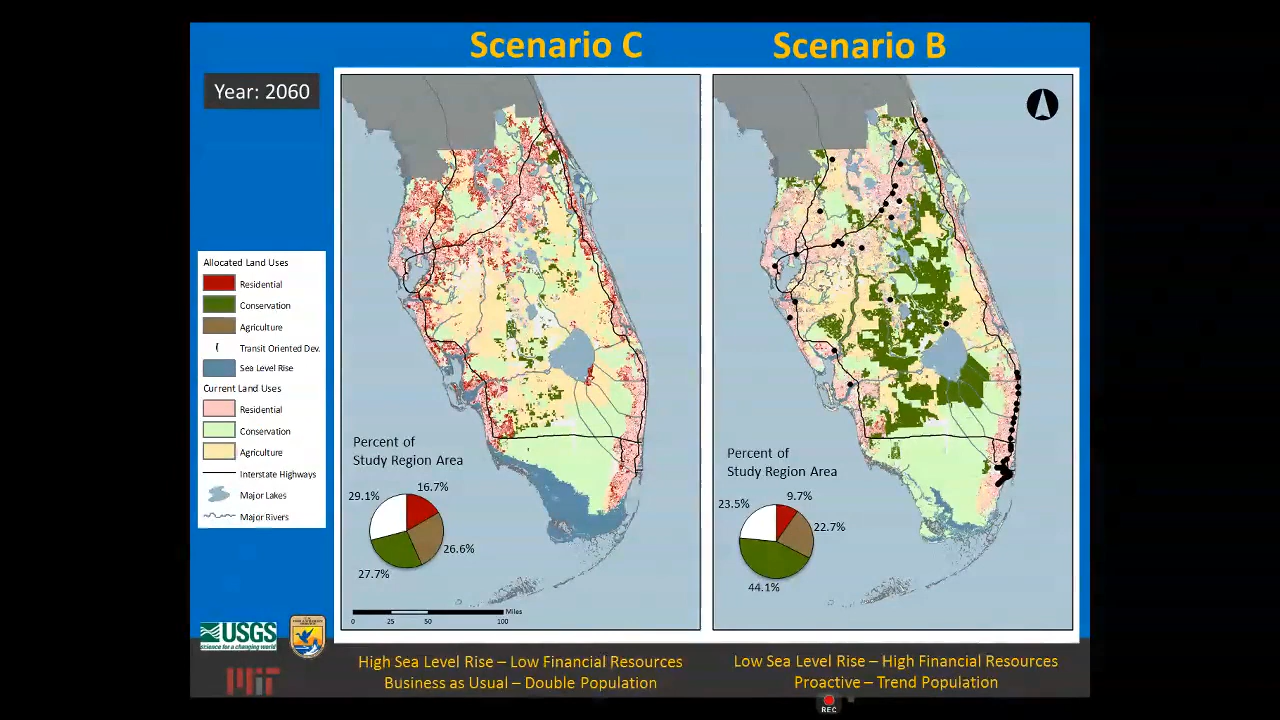 Scenario C
Scenario B
Year: 2060
Allocated Land Uses
Residential
Conservation
Agriculture
Transit Oriented Dev.
Sea Level Rise
Current Land Uses
Residential
Conservation
Agriculture
Interstate Highways
Major Lakes
Major Rivers
Percent of
Study Region Area
29.1%
16.7%
26.6%
27.7%
Miles
0 25 50 100
Percent of
Study Region Area
23.5%
9.7%
22.7%
44.1%
USGS
science for a changing world
MIT
High Sea Level Rise – Low Financial Resources
Business as Usual – Double Population
Low Sea Level Rise – High Financial Resources
Proactive – Trend Population
REC